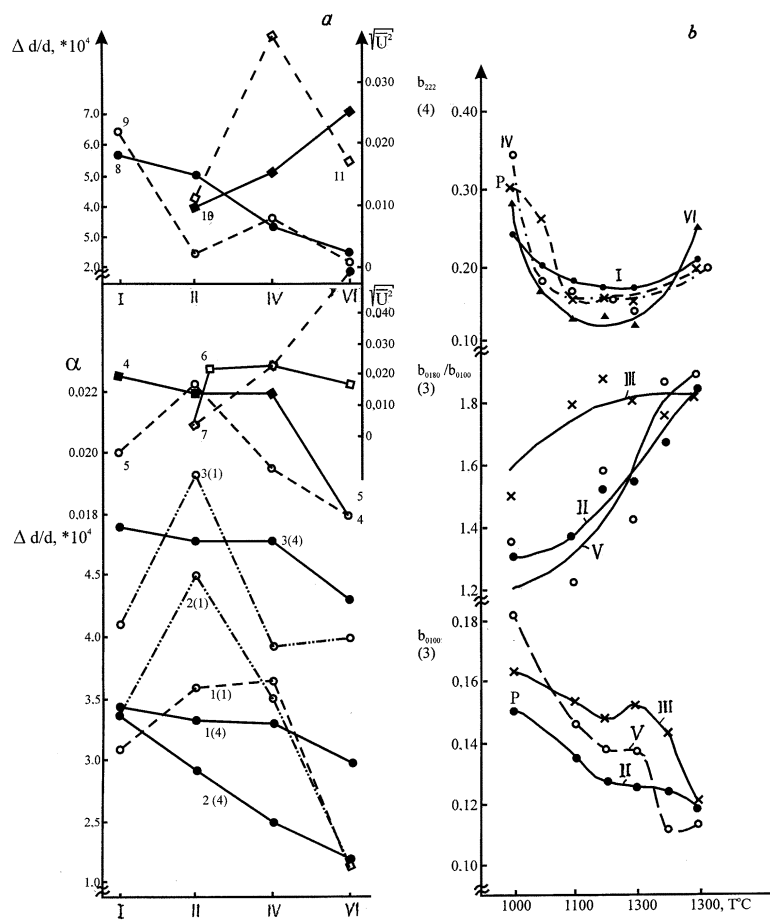 a
Δ d/d, *10⁴
√U̅²
0.030
7.0
9
6.0
0.020
8
5.0
11
4.0
10
0.010
5.0
2.0
0
I
II
IV
VI
√U̅²
0.040
α
4
6
0.030
0.020
0.022
0.010
7
0
0.020
5
3(1)
5
0.018
4
Δ d/d, *10⁴
3(4)
4.5
2(1)
4.0
1(1)
3.5
1(4)
3.0
2 (4)
2.5
1.0
I
II
IV
VI
b
b₂₂₂
(4)
0.40
IV
0.30
P
VI
I
0.20
0.10
b₀₁₈₀ /b₀₁₀₀
(3)
1.8
III
1.6
II
1.4
V
1.2
b₀₁₀₀
(3)
0.18
0.16
P
III
V
0.14
II
0.12
0.10
1000
1100
1300
1300, T°C